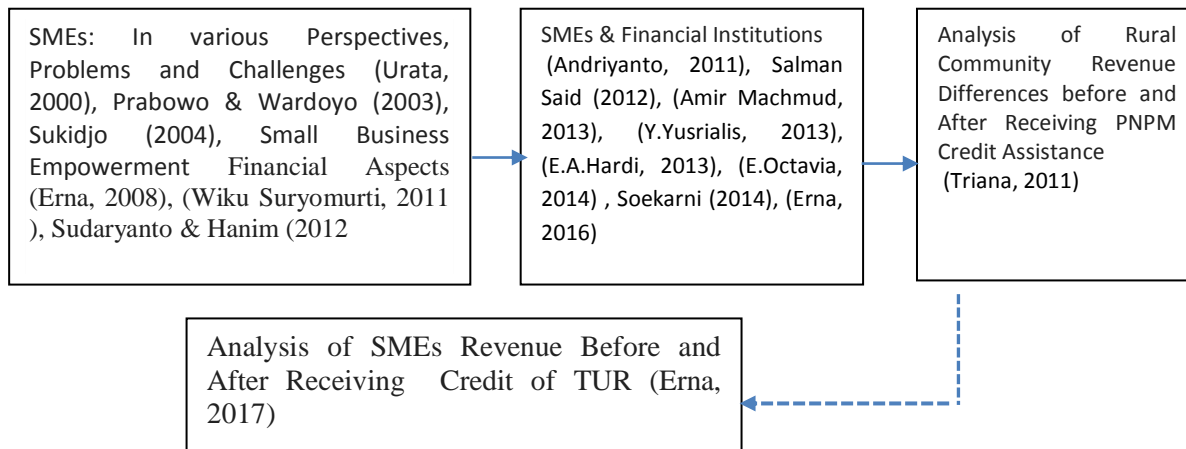 SMEs: In various Perspectives,
Problems and Challenges (Urata,
2000), Prabowo & Wardoyo (2003),
Sukidjo (2004), Small Business
Empowerment Financial Aspects
(Erna, 2008), (Wiku Suryomurti, 2011
), Sudaryanto & Hanim (2012
SMEs & Financial Institutions
(Andriyanto, 2011), Salman
Said (2012), (Amir Machmud,
2013), (Y.Yusrialis, 2013),
(E.A.Hardi, 2013), (E.Octavia,
2014) , Soekarni (2014), (Erna,
2016)
Analysis of Rural
Community Revenue
Differences before and
After Receiving PNPM
Credit Assistance
(Triana, 2011)
Analysis of SMEs Revenue Before and
After Receiving Credit of TUR (Erna,
2017)